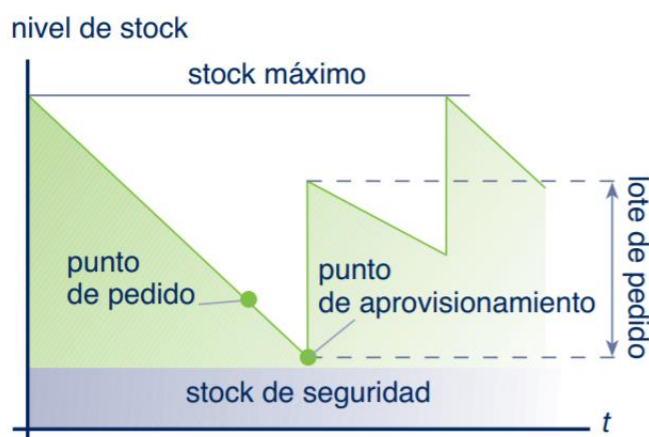 nivel de stock
stock máximo
punto
de pedido
punto
de aprovisionamiento
lote de pedido
stock de seguridad
t